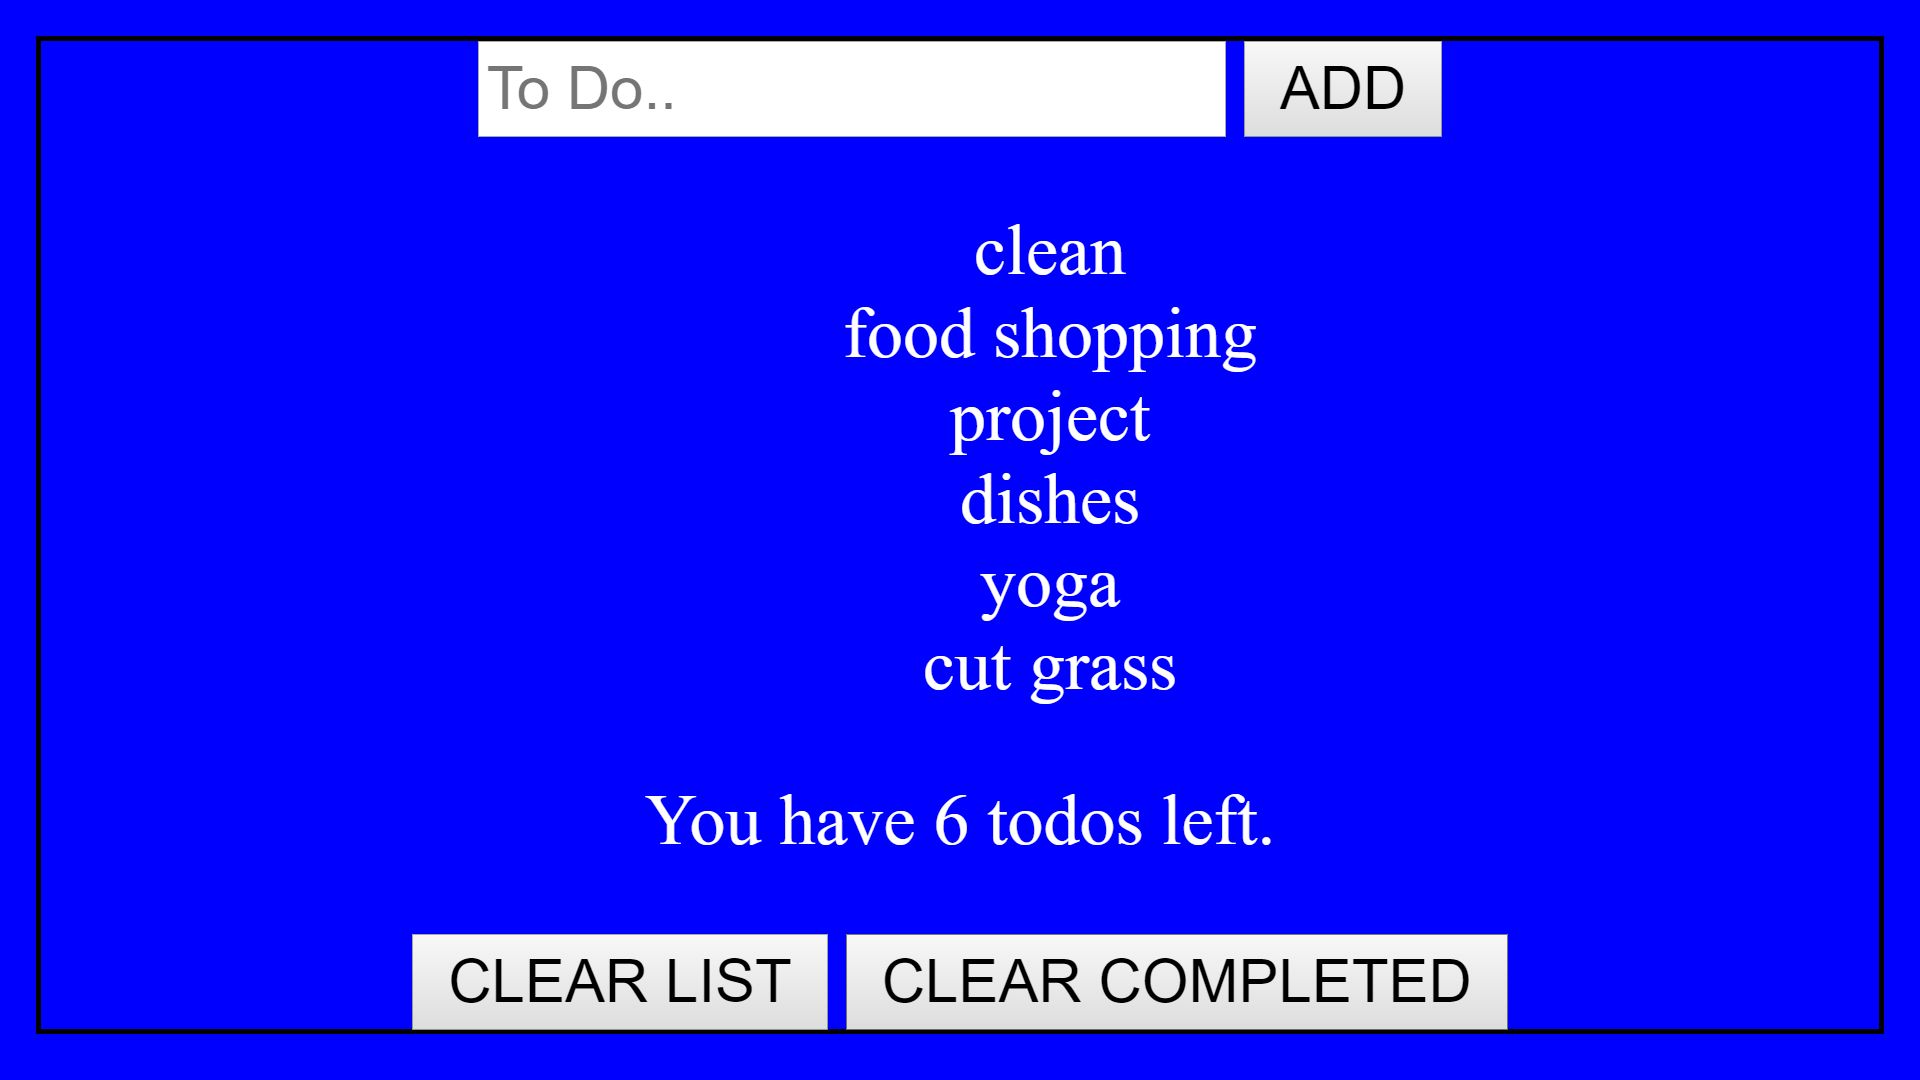 To Do.. ADD
clean
food shopping
project
dishes
yoga
cut grass
You have 6 todos left.
CLEAR LIST CLEAR COMPLETED